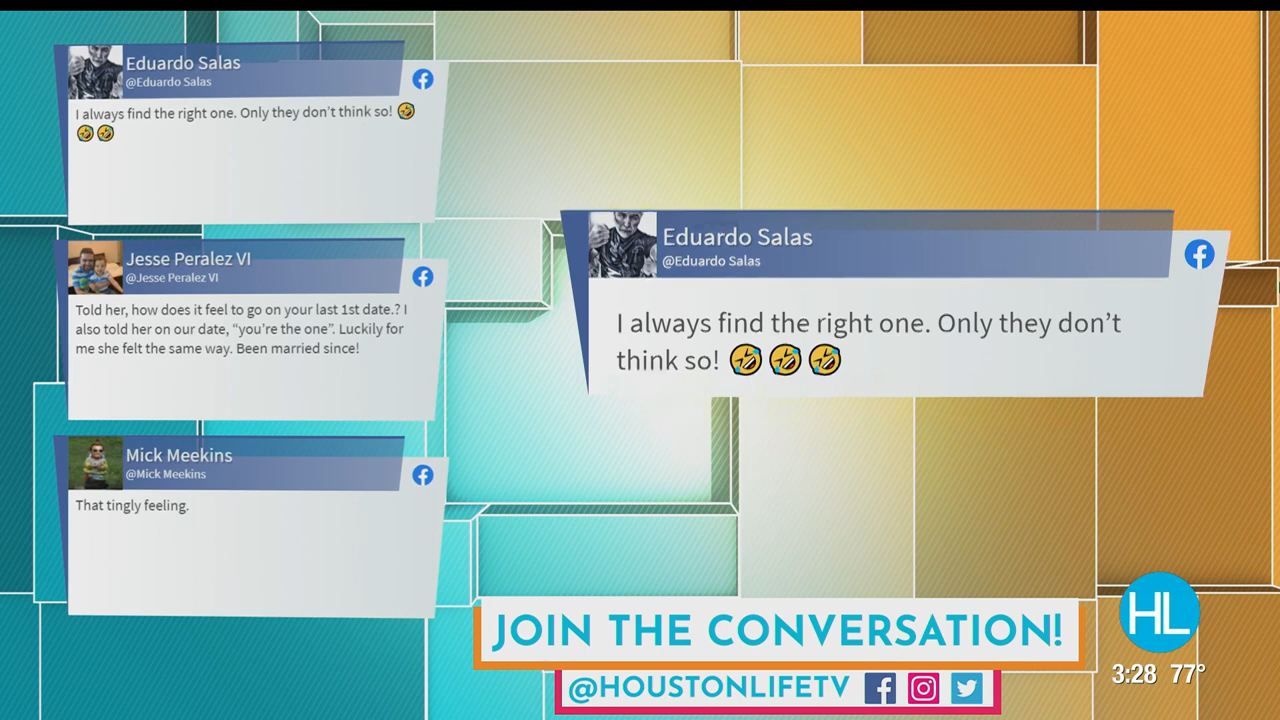 Eduardo Salas
@Eduardo Salas
I always find the right one. Only they don't think so! 🤣
🤣🤣
Jesse Peralez VI
@Jesse Peralez VI
Told her, how does it feel to go on your last 1st date.? I
also told her on our date, “you're the one”. Luckily for
me she felt the same way. Been married since!
Mick Meekins
@Mick Meekins
That tingly feeling.
Eduardo Salas
@Eduardo Salas
I always find the right one. Only they don't
think so! 🤣🤣🤣
JOIN THE CONVERSATION!
@HOUSTONLIFETV
HL
3:28 77°